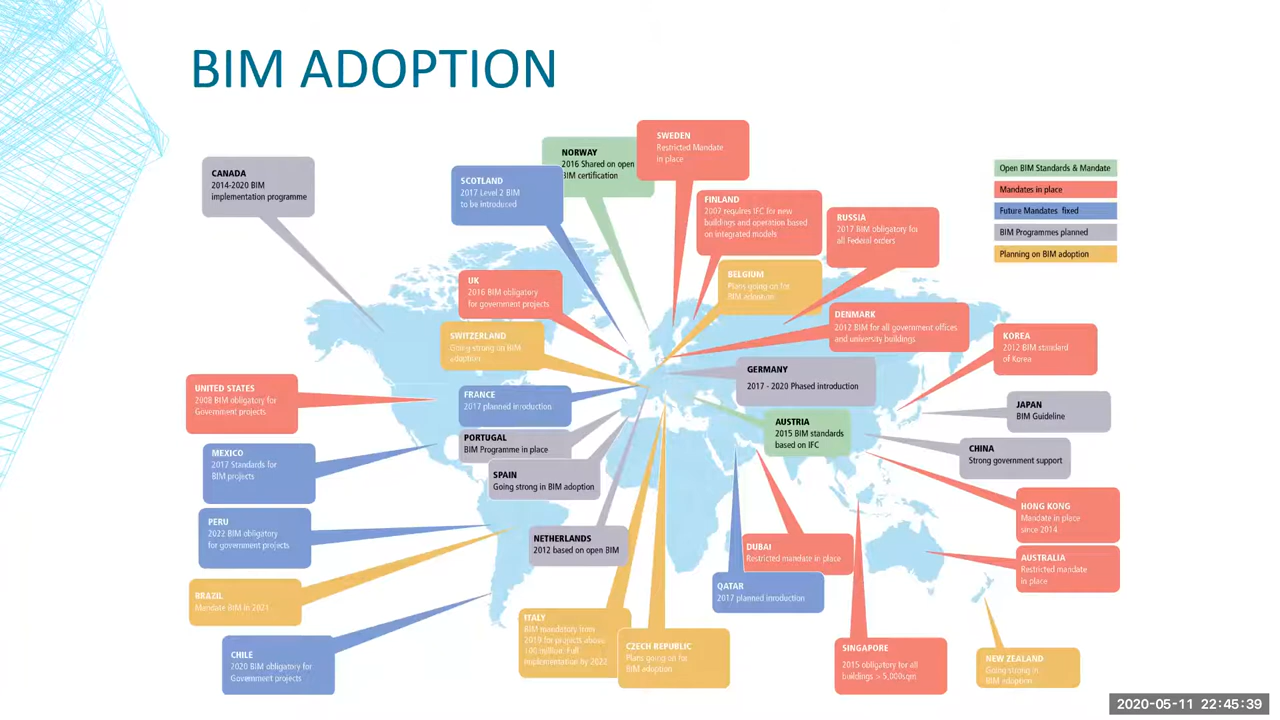 BIM ADOPTION
CANADA
2014-2020 BIM
implementation programme
SCOTLAND
2017 Level 2 BIM
to be introduced
NORWAY
2016 Shared on open
BIM certification
SWEDEN
Restricted Mandate
in place
FINLAND
2007 requires IFC for new
buildings and operation based
on integrated models
RUSSIA
2017 BIM obligatory for
all Federal orders
Open BIM Standards & Mandate
Mandates in place
Future Mandates fixed
BIM Programmes planned
Planning on BIM adoption
UK
2016 BIM obligatory
for government projects
BELGIUM
Plans going on for
BIM adoption
DENMARK
2012 BIM for all government offices
and university buildings
SWITZERLAND
Going strong on BIM
adoption
KOREA
2012 BIM standard
of Korea
GERMANY
2017 - 2020 Phased introduction
UNITED STATES
2008 BIM obligatory for
Government projects
FRANCE
2017 planned inroduction
JAPAN
BIM Guideline
AUSTRIA
2015 BIM standards
based on IFC
PORTUGAL
BIM Programme in place
MEXICO
2017 Standards for
BIM projects
CHINA
Strong government support
SPAIN
Going strong in BIM adoption
HONG KONG
Mandate in place
since 2014
PERU
2022 BIM obligatory
for government projects
NETHERLANDS
2012 based on open BIM
DUBAI
Restricted mandate in place
AUSTRALIA
Restricted mandate
in place
QATAR
2017 planned inroduction
BRAZIL
Mandate BIM in 2021
ITALY
BIM mandatory from
2019 for projects above
100 million. Full
implementation by 2022
CZECH REPUBLIC
Plans going on for
BIM adoption
CHILE
2020 BIM obligatory for
Government projects
SINGAPORE
2015 obligatory for all
buildings > 5,000sqm
NEW ZEALAND
Going strong in
BIM adoption
2020-05-11 22:45:39